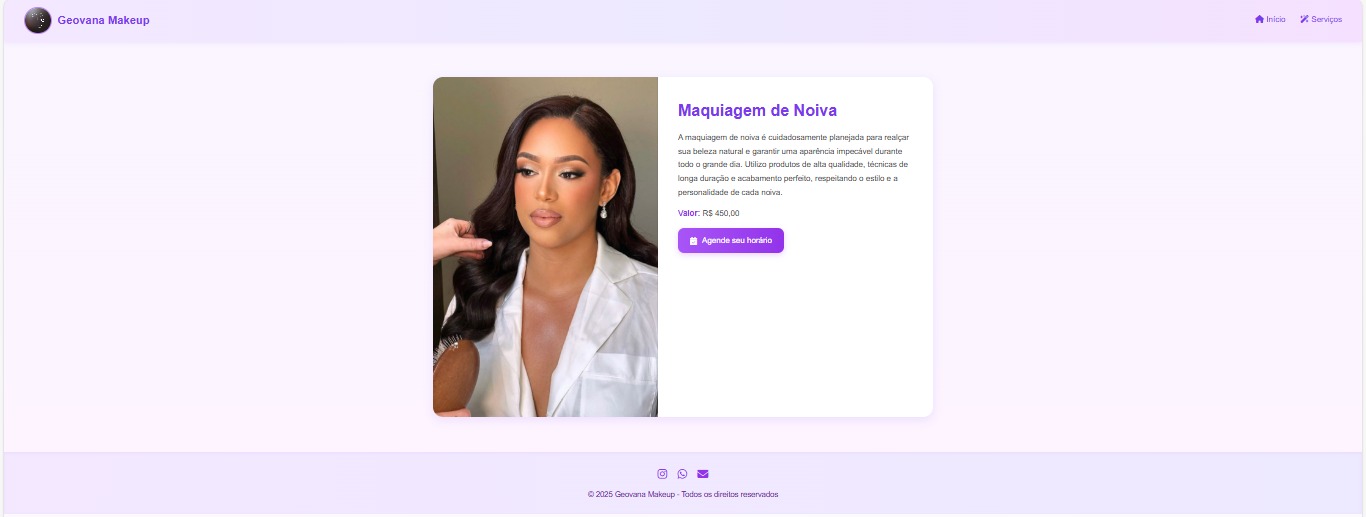 Geovana Makeup
Início
Serviços
Maquiagem de Noiva
A maquiagem de noiva é cuidadosamente planejada para realçar
sua beleza natural e garantir uma aparência impecável durante
todo o grande dia. Utilizo produtos de alta qualidade, técnicas de
longa duração e acabamento perfeito, respeitando o estilo e a
personalidade de cada noiva.
Valor: R$ 450,00
Agende seu horário
© 2025 Geovana Makeup - Todos os direitos reservados